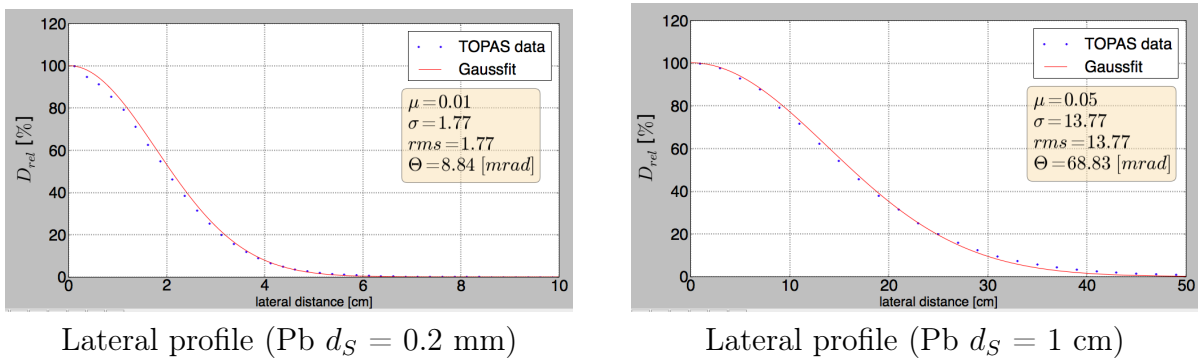 120
100
80
60
40
20
0
D_rel [%]
0 2 4 6 8 10
lateral distance [cm]
TOPAS data
Gaussfit
μ=0.01
σ=1.77
rms=1.77
Θ=8.84 [mrad]
Lateral profile (Pb d_S = 0.2 mm)
120
100
80
60
40
20
0
D_rel [%]
0 10 20 30 40 50
lateral distance [cm]
TOPAS data
Gaussfit
μ=0.05
σ=13.77
rms=13.77
Θ=68.83 [mrad]
Lateral profile (Pb d_S = 1 cm)